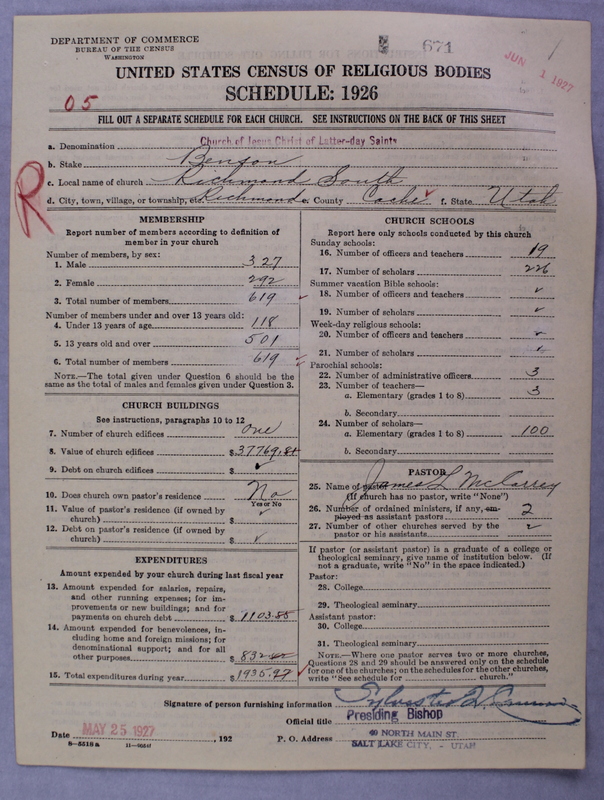 DEPARTMENT OF COMMERCE
BUREAU OF THE CENSUS
WASHINGTON
671
JUN 1 1927
UNITED STATES CENSUS OF RELIGIOUS BODIES
SCHEDULE: 1926
05
FILL OUT A SEPARATE SCHEDULE FOR EACH CHURCH. SEE INSTRUCTIONS ON THE BACK OF THIS SHEET
a. Denomination Church of Jesus Christ of Latter-day Saints
b. Stake Benson
c. Local name of church Richmond South
R
d. City, town, village, or township, etc. Richmond e. County Cache f. State Utah
MEMBERSHIP
Report number of members according to definition of
member in your church
Number of members, by sex:
1. Male 327
2. Female 292
3. Total number of members 619
Number of members under and over 13 years old:
4. Under 13 years of age 118
5. 13 years old and over 501
6. Total number of members 619
NOTE.—The total given under Question 6 should be the
same as the total of males and females given under Question 3.
CHURCH BUILDINGS
See instructions, paragraphs 10 to 12
7. Number of church edifices One
8. Value of church edifices $37769.81
9. Debt on church edifices $
10. Does church own pastor's residence No
Yes or No
11. Value of pastor's residence (if owned by
church) $
12. Debt on pastor's residence (if owned by
church) $
EXPENDITURES
Amount expended by your church during last fiscal year
13. Amount expended for salaries, repairs,
and other running expenses; for im-
provements or new buildings; and for
payments on church debt $1103.85
14. Amount expended for benevolences, in-
cluding home and foreign missions; for
denominational support; and for all
other purposes $832
15. Total expenditures during year $1935.97
CHURCH SCHOOLS
Report here only schools conducted by this church
Sunday schools:
16. Number of officers and teachers 19
17. Number of scholars 226
Summer vacation Bible schools:
18. Number of officers and teachers
19. Number of scholars
Week-day religious schools:
20. Number of officers and teachers
21. Number of scholars
Parochial schools:
22. Number of administrative officers 3
23. Number of teachers—
a. Elementary (grades 1 to 8) 3
b. Secondary
24. Number of scholars—
a. Elementary (grades 1 to 8) 100
b. Secondary
PASTOR
25. Name of James L McCarrey
(If church has no pastor, write "None")
26. Number of ordained ministers, if any, em-
ployed as assistant pastors 2
27. Number of other churches served by the
pastor or his assistants
If pastor (or assistant pastor) is a graduate of a college or
theological seminary, give name of institution below. (If
not a graduate, write "No" in the space indicated.)
Pastor:
28. College
29. Theological seminary
Assistant pastor:
30. College
31. Theological seminary
NOTE.—Where one pastor serves two or more churches,
Questions 28 and 29 should be answered only on the schedule
for one of the churches; on the schedules for the other churches,
write "See schedule for church."
Signature of person furnishing information Sylvester Q. Cannon
Official title Presiding Bishop
Date MAY 25 1927, 192
P. O. Address 40 NORTH MAIN ST.
SALT LAKE CITY, - UTAH
8-5518a